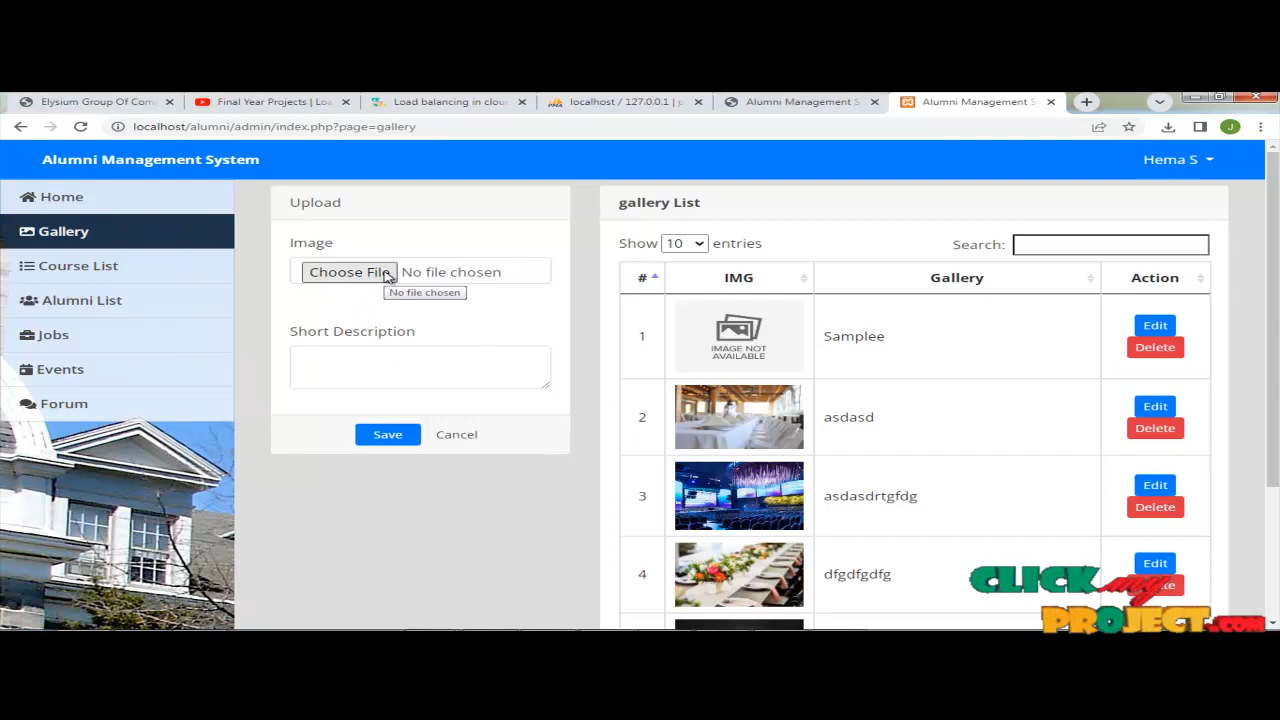 Elysium Group Of Com
Final Year Projects | Loa
Load balancing in clou
localhost / 127.0.0.1 | p
Alumni Management S
Alumni Management S
localhost/alumni/admin/index.php?page=gallery
J
Alumni Management System
Hema S
Home
Gallery
Course List
Alumni List
Jobs
Events
Forum
Upload
Image
Choose File No file chosen
No file chosen
Short Description
Save Cancel
gallery List
Show 10 entries
Search:
# IMG Gallery Action
1 IMAGE NOT AVAILABLE Samplee Edit Delete
2 asdasd Edit Delete
3 asdasdrtgfdg Edit Delete
4 dfgdfgdfg Edit
CLICK my
PROJECT.com